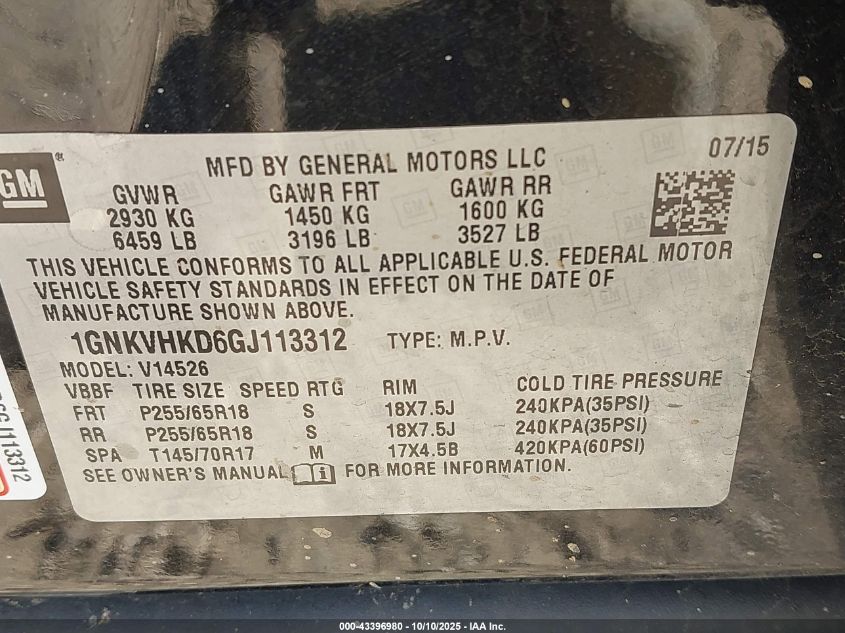 GM
MFD BY GENERAL MOTORS LLC
07/15
GVWR GAWR FRT GAWR RR
2930 KG 1450 KG 1600 KG
6459 LB 3196 LB 3527 LB
THIS VEHICLE CONFORMS TO ALL APPLICABLE U.S. FEDERAL MOTOR
VEHICLE SAFETY STANDARDS IN EFFECT ON THE DATE OF
MANUFACTURE SHOWN ABOVE.
1GNKVHKD6GJ113312 TYPE: M.P.V.
MODEL: V14526
VBBF TIRE SIZE SPEED RTG RIM COLD TIRE PRESSURE
FRT P255/65R18 S 18X7.5J 240KPA(35PSI)
RR P255/65R18 S 18X7.5J 240KPA(35PSI)
SPA T145/70R17 M 17X4.5B 420KPA(60PSI)
SEE OWNER'S MANUAL FOR MORE INFORMATION.
000-43396980 - 10/10/2025 - IAA Inc.